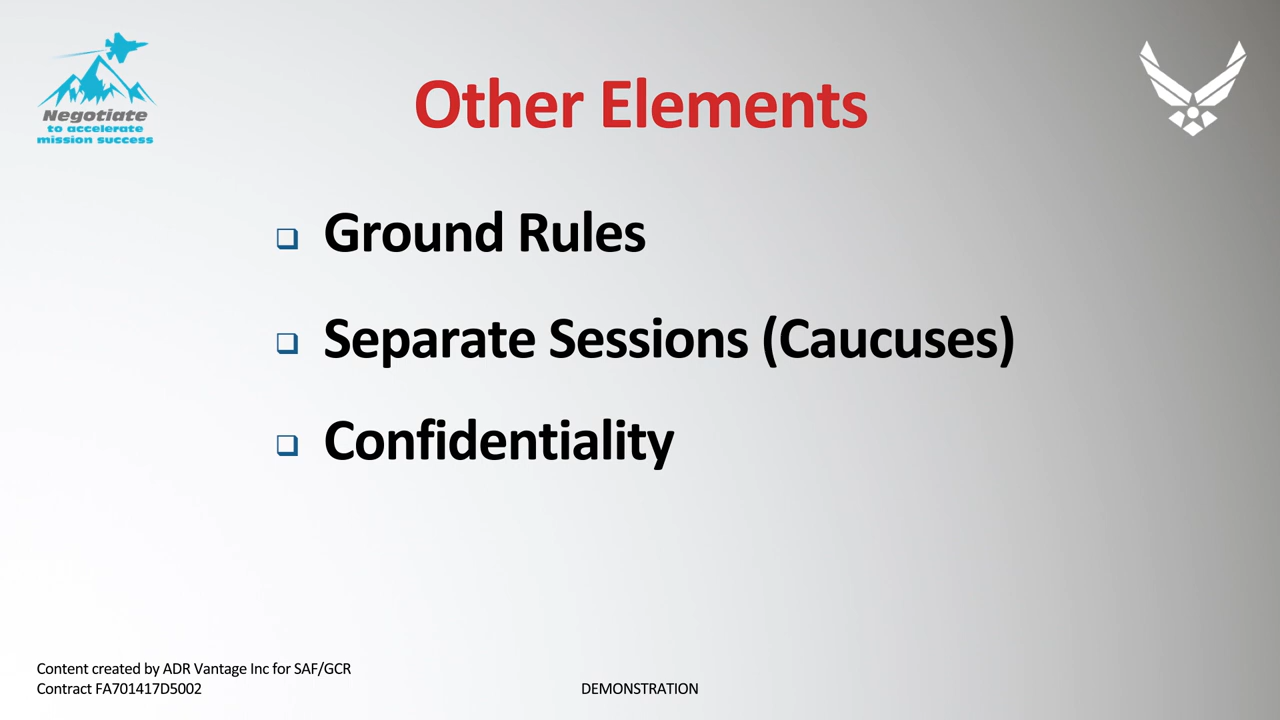 Negotiate
to accelerate
mission success
Other Elements
Ground Rules
Separate Sessions (Caucuses)
Confidentiality
Content created by ADR Vantage Inc for SAF/GCR
Contract FA701417D5002
DEMONSTRATION